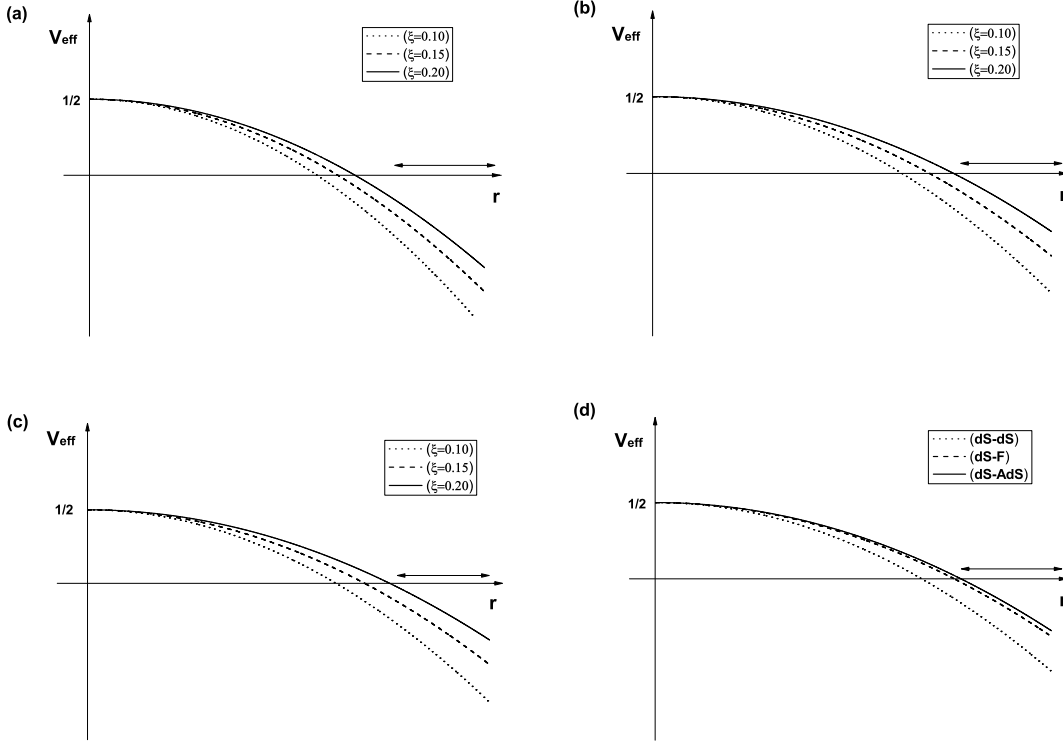 (a)
Veff
(ξ=0.10)
(ξ=0.15)
(ξ=0.20)
1/2
r
(b)
Veff
(ξ=0.10)
(ξ=0.15)
(ξ=0.20)
1/2
r
(c)
Veff
(ξ=0.10)
(ξ=0.15)
(ξ=0.20)
1/2
r
(d)
Veff
(dS-dS)
(dS-F)
(dS-AdS)
1/2
r